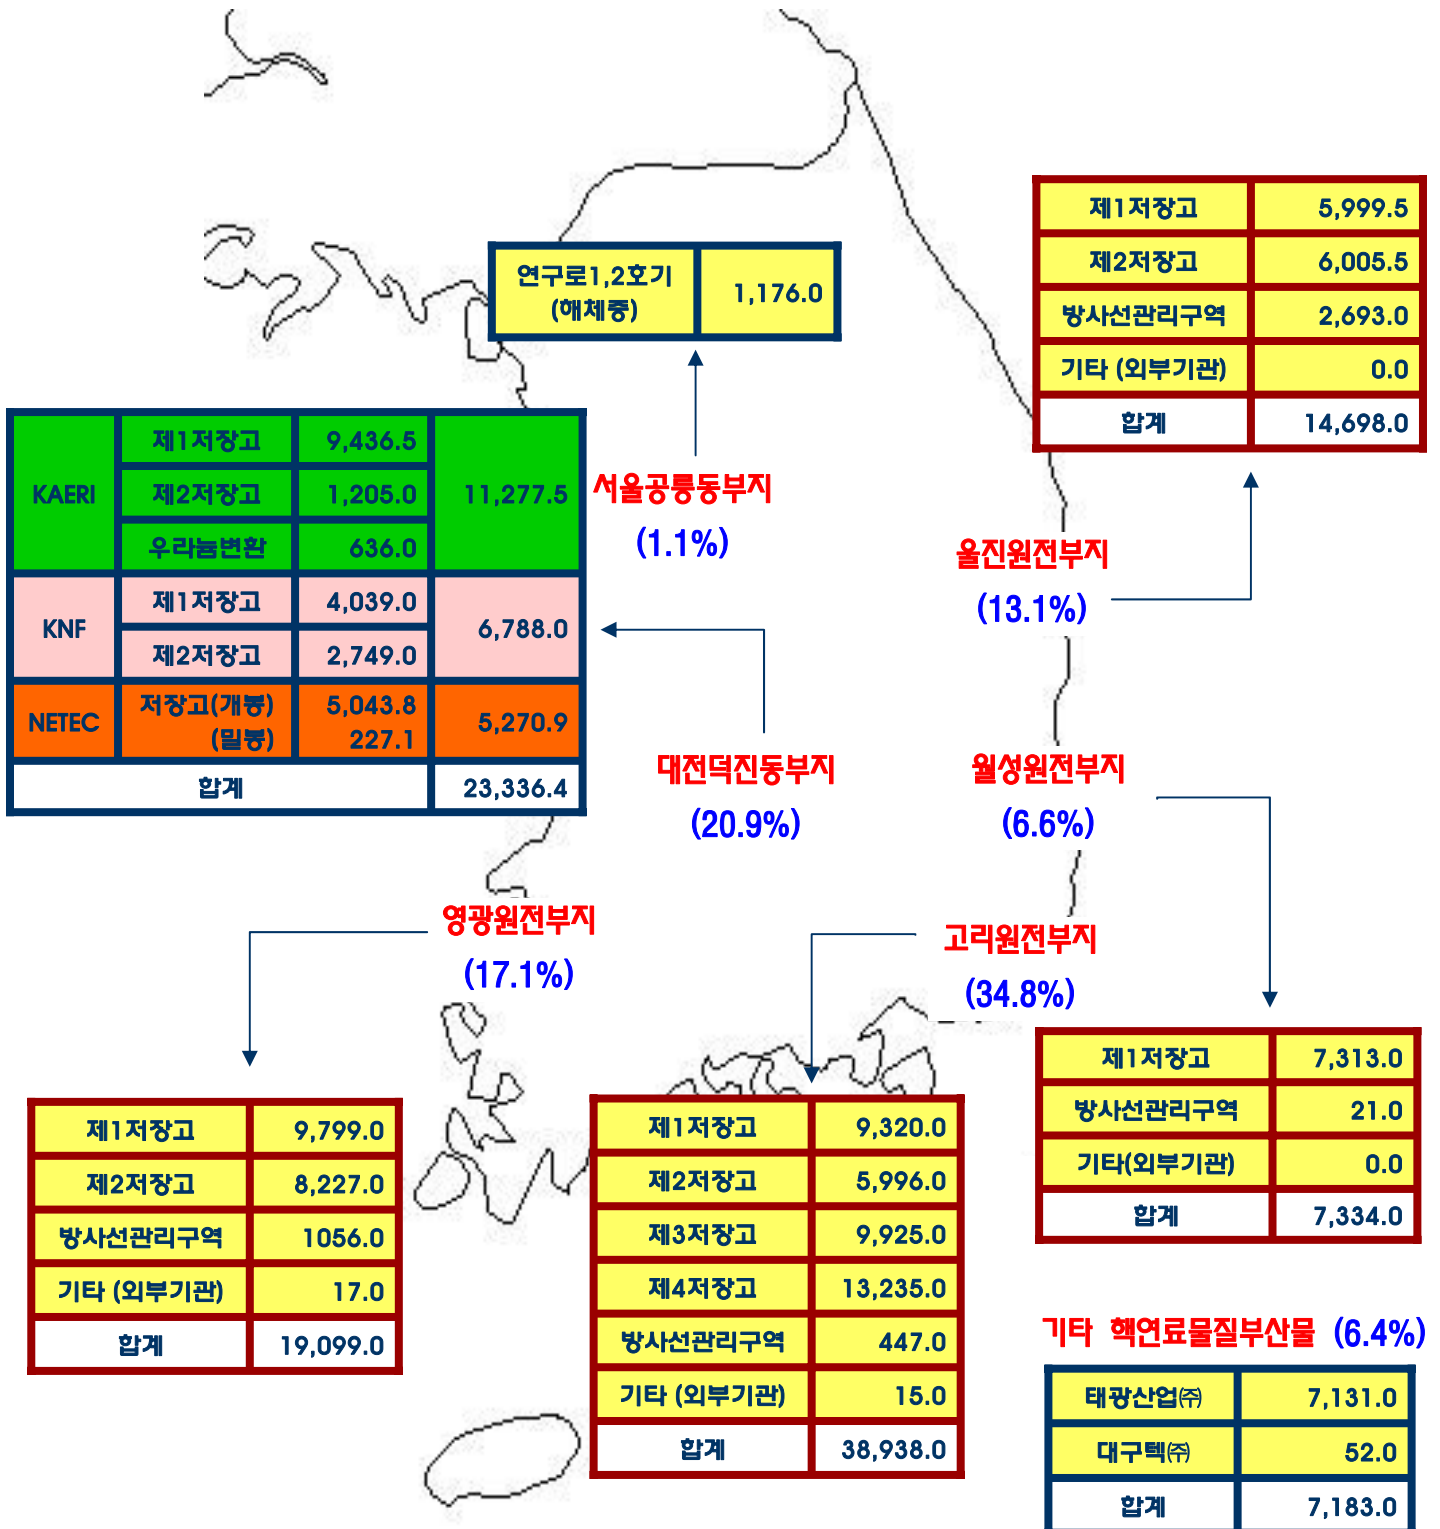 연구로1,2호기 1,176.0
(해체중)
서울공릉동부지
(1.1%)
제1저장고 5,999.5
제2저장고 6,005.5
방사선관리구역 2,693.0
기타 (외부기관) 0.0
합계 14,698.0
울진원전부지
(13.1%)
KAERI 제1저장고 9,436.5 11,277.5
제2저장고 1,205.0
우라늄변환 636.0
KNF 제1저장고 4,039.0 6,788.0
제2저장고 2,749.0
NETEC 저장고(개봉) 5,043.8 5,270.9
(밀봉) 227.1
합계 23,336.4
대전덕진동부지
(20.9%)
월성원전부지
(6.6%)
영광원전부지
(17.1%)
고리원전부지
(34.8%)
제1저장고 9,799.0
제2저장고 8,227.0
방사선관리구역 1056.0
기타 (외부기관) 17.0
합계 19,099.0
제1저장고 9,320.0
제2저장고 5,996.0
제3저장고 9,925.0
제4저장고 13,235.0
방사선관리구역 447.0
기타 (외부기관) 15.0
합계 38,938.0
제1저장고 7,313.0
방사선관리구역 21.0
기타(외부기관) 0.0
합계 7,334.0
기타 핵연료물질부산물 (6.4%)
태광산업㈜ 7,131.0
대구텍㈜ 52.0
합계 7,183.0